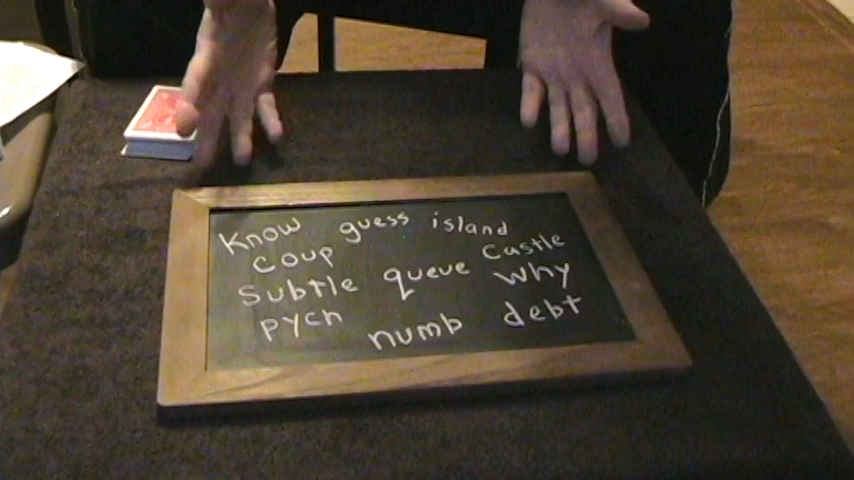 Know guess island
coup castle
subtle queue why
pych numb debt